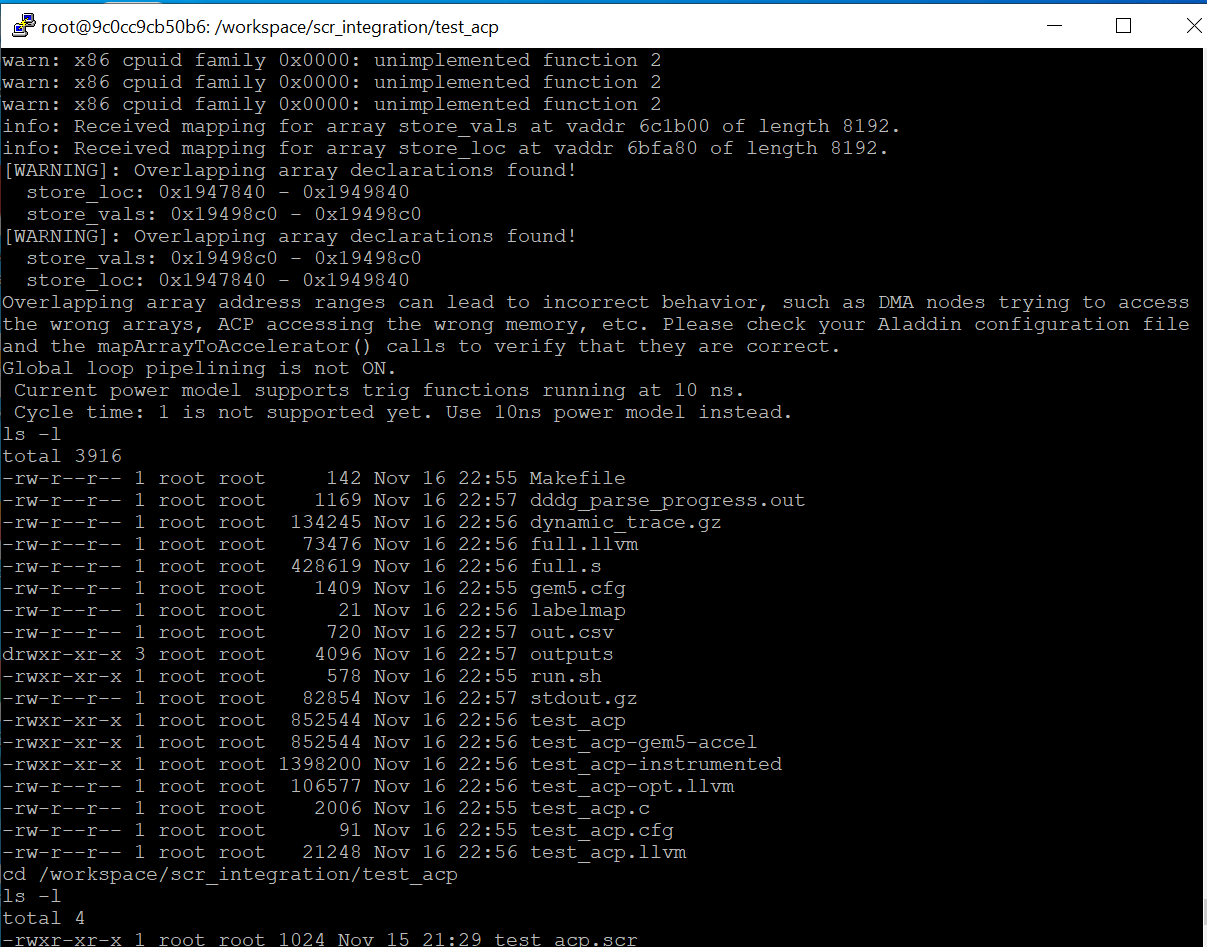 root@9c0cc9cb50b6: /workspace/scr_integration/test_acp
warn: x86 cpuid family 0x0000: unimplemented function 2
warn: x86 cpuid family 0x0000: unimplemented function 2
warn: x86 cpuid family 0x0000: unimplemented function 2
info: Received mapping for array store_vals at vaddr 6c1b00 of length 8192.
info: Received mapping for array store_loc at vaddr 6bfa80 of length 8192.
[WARNING]: Overlapping array declarations found!
  store_loc: 0x1947840 - 0x1949840
  store_vals: 0x19498c0 - 0x19498c0
[WARNING]: Overlapping array declarations found!
  store_vals: 0x19498c0 - 0x19498c0
  store_loc: 0x1947840 - 0x1949840
Overlapping array address ranges can lead to incorrect behavior, such as DMA nodes trying to access
the wrong arrays, ACP accessing the wrong memory, etc. Please check your Aladdin configuration file
and the mapArrayToAccelerator() calls to verify that they are correct.
Global loop pipelining is not ON.
 Current power model supports trig functions running at 10 ns.
 Cycle time: 1 is not supported yet. Use 10ns power model instead.
ls -l
total 3916
-rw-r--r-- 1 root root     142 Nov 16 22:55 Makefile
-rw-r--r-- 1 root root    1169 Nov 16 22:57 dddg_parse_progress.out
-rw-r--r-- 1 root root  134245 Nov 16 22:56 dynamic_trace.gz
-rw-r--r-- 1 root root   73476 Nov 16 22:56 full.llvm
-rw-r--r-- 1 root root  428619 Nov 16 22:56 full.s
-rw-r--r-- 1 root root    1409 Nov 16 22:55 gem5.cfg
-rw-r--r-- 1 root root      21 Nov 16 22:56 labelmap
-rw-r--r-- 1 root root     720 Nov 16 22:57 out.csv
drwxr-xr-x 3 root root    4096 Nov 16 22:57 outputs
-rwxr-xr-x 1 root root     578 Nov 16 22:55 run.sh
-rw-r--r-- 1 root root   82854 Nov 16 22:57 stdout.gz
-rwxr-xr-x 1 root root  852544 Nov 16 22:56 test_acp
-rwxr-xr-x 1 root root  852544 Nov 16 22:56 test_acp-gem5-accel
-rwxr-xr-x 1 root root 1398200 Nov 16 22:56 test_acp-instrumented
-rw-r--r-- 1 root root  106577 Nov 16 22:56 test_acp-opt.llvm
-rw-r--r-- 1 root root    2006 Nov 16 22:55 test_acp.c
-rw-r--r-- 1 root root      91 Nov 16 22:55 test_acp.cfg
-rw-r--r-- 1 root root   21248 Nov 16 22:56 test_acp.llvm
cd /workspace/scr_integration/test_acp
ls -l
total 4
-rwxr-xr-x 1 root root 1024 Nov 15 21:29 test_acp.scr